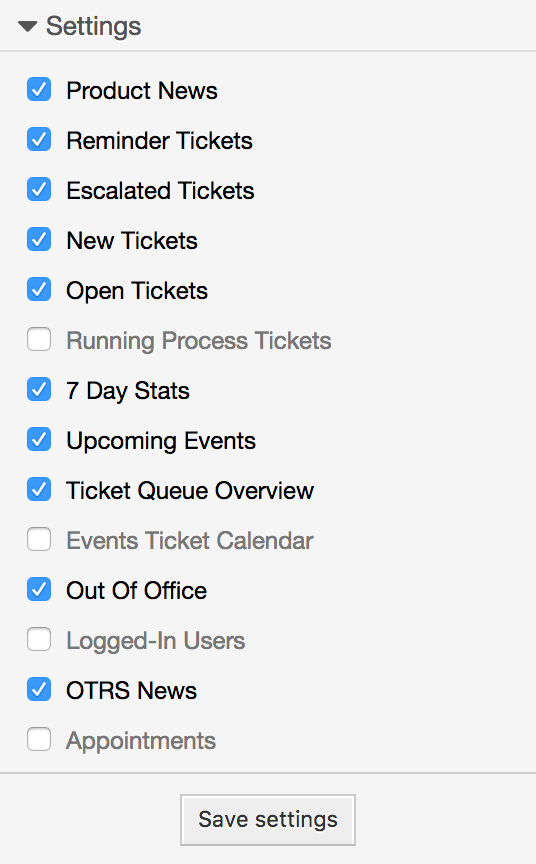 Settings
Product News
Reminder Tickets
Escalated Tickets
New Tickets
Open Tickets
Running Process Tickets
7 Day Stats
Upcoming Events
Ticket Queue Overview
Events Ticket Calendar
Out Of Office
Logged-In Users
OTRS News
Appointments
Save settings